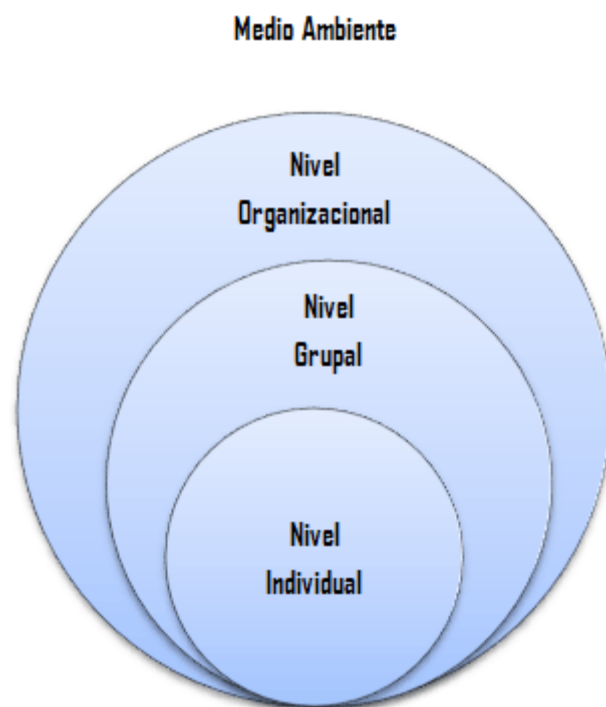 Medio Ambiente
Nivel
Organizacional
Nivel
Grupal
Nivel
Individual